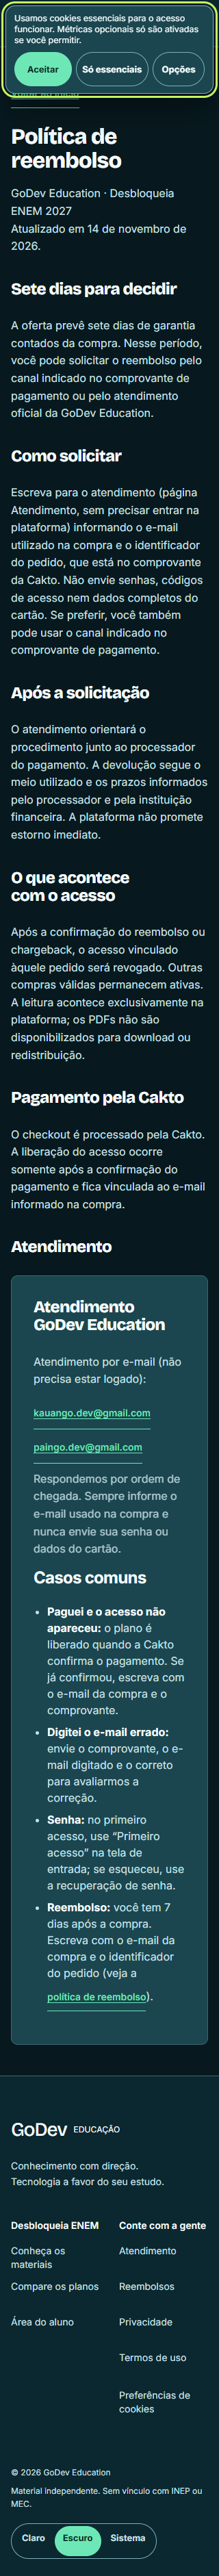 Usamos cookies essenciais para o acesso
funcionar. Métricas opcionais só são ativadas
se você permitir.
Aceitar
Só essenciais
Opções
Política de
reembolso
GoDev Education · Desbloqueia
ENEM 2027
Atualizado em 14 de novembro de
2026.
Sete dias para decidir
A oferta prevê sete dias de garantia
contados da compra. Nesse período,
você pode solicitar o reembolso pelo
canal indicado no comprovante de
pagamento ou pelo atendimento
oficial da GoDev Education.
Como solicitar
Escreva para o atendimento (página
Atendimento, sem precisar entrar na
plataforma) informando o e-mail
utilizado na compra e o identificador
do pedido, que está no comprovante
da Cakto. Não envie senhas, códigos
de acesso nem dados completos do
cartão. Se preferir, você também
pode usar o canal indicado no
comprovante de pagamento.
Após a solicitação
O atendimento orientará o
procedimento junto ao processador
do pagamento. A devolução segue o
meio utilizado e os prazos informados
pelo processador e pela instituição
financeira. A plataforma não promete
estorno imediato.
O que acontece
com o acesso
Após a confirmação do reembolso ou
chargeback, o acesso vinculado
àquele pedido será revogado. Outras
compras válidas permanecem ativas.
A leitura acontece exclusivamente na
plataforma; os PDFs não são
disponibilizados para download ou
redistribuição.
Pagamento pela Cakto
O checkout é processado pela Cakto.
A liberação do acesso ocorre
somente após a confirmação do
pagamento e fica vinculada ao e-mail
informado na compra.
Atendimento
Atendimento
GoDev Education
Atendimento por e-mail (não
precisa estar logado):
kauango.dev@gmail.com
paingo.dev@gmail.com
Respondemos por ordem de
chegada. Sempre informe o
e-mail usado na compra e
nunca envie sua senha ou
dados do cartão.
Casos comuns
• Paguei e o acesso não
apareceu: o plano é
liberado quando a Cakto
confirma o pagamento. Se
já confirmou, escreva com
o e-mail da compra e o
comprovante.
• Digitei o e-mail errado:
envie o comprovante, o e-
mail digitado e o correto
para avaliarmos a
correção.
• Senha: no primeiro
acesso, use “Primeiro
acesso” na tela de
entrada; se esqueceu, use
a recuperação de senha.
• Reembolso: você tem 7
dias após a compra.
Escreva com o e-mail da
compra e o identificador
do pedido (veja a
política de reembolso).
GoDev EDUCAÇÃO
Conhecimento com direção.
Tecnologia a favor do seu estudo.
Desbloqueia ENEM
Conheça os
materiais
Compare os planos
Área do aluno
Conte com a gente
Atendimento
Reembolsos
Privacidade
Termos de uso
Preferências de
cookies
© 2026 GoDev Education
Material independente. Sem vínculo com INEP ou
MEC.
Claro
Escuro
Sistema